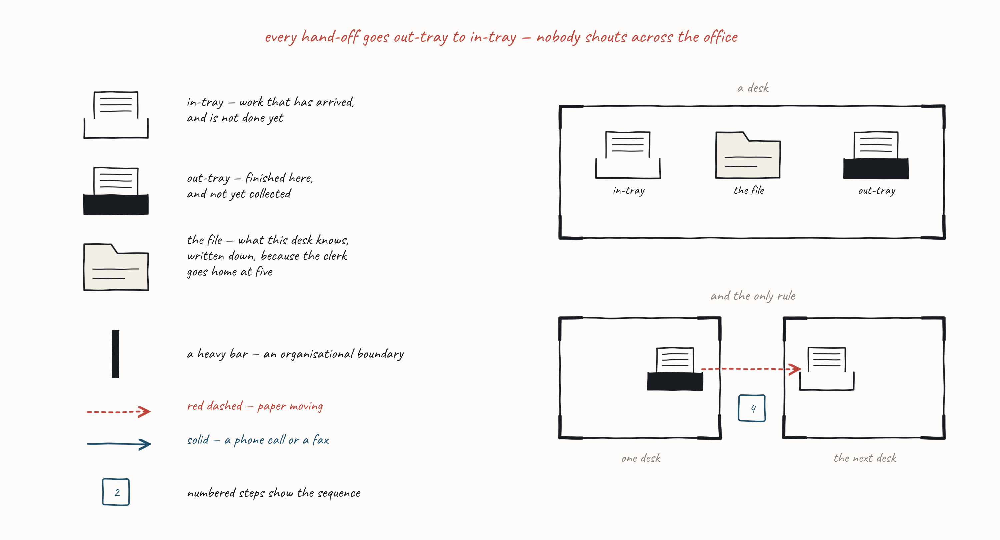 every hand-off goes out-tray to in-tray — nobody shouts across the office
in-tray — work that has arrived,
and is not done yet
out-tray — finished here,
and not yet collected
the file — what this desk knows,
written down, because the clerk
goes home at five
a heavy bar — an organisational boundary
red dashed — paper moving
solid — a phone call or a fax
2
numbered steps show the sequence
a desk
in-tray
the file
out-tray
and the only rule
4
one desk
the next desk